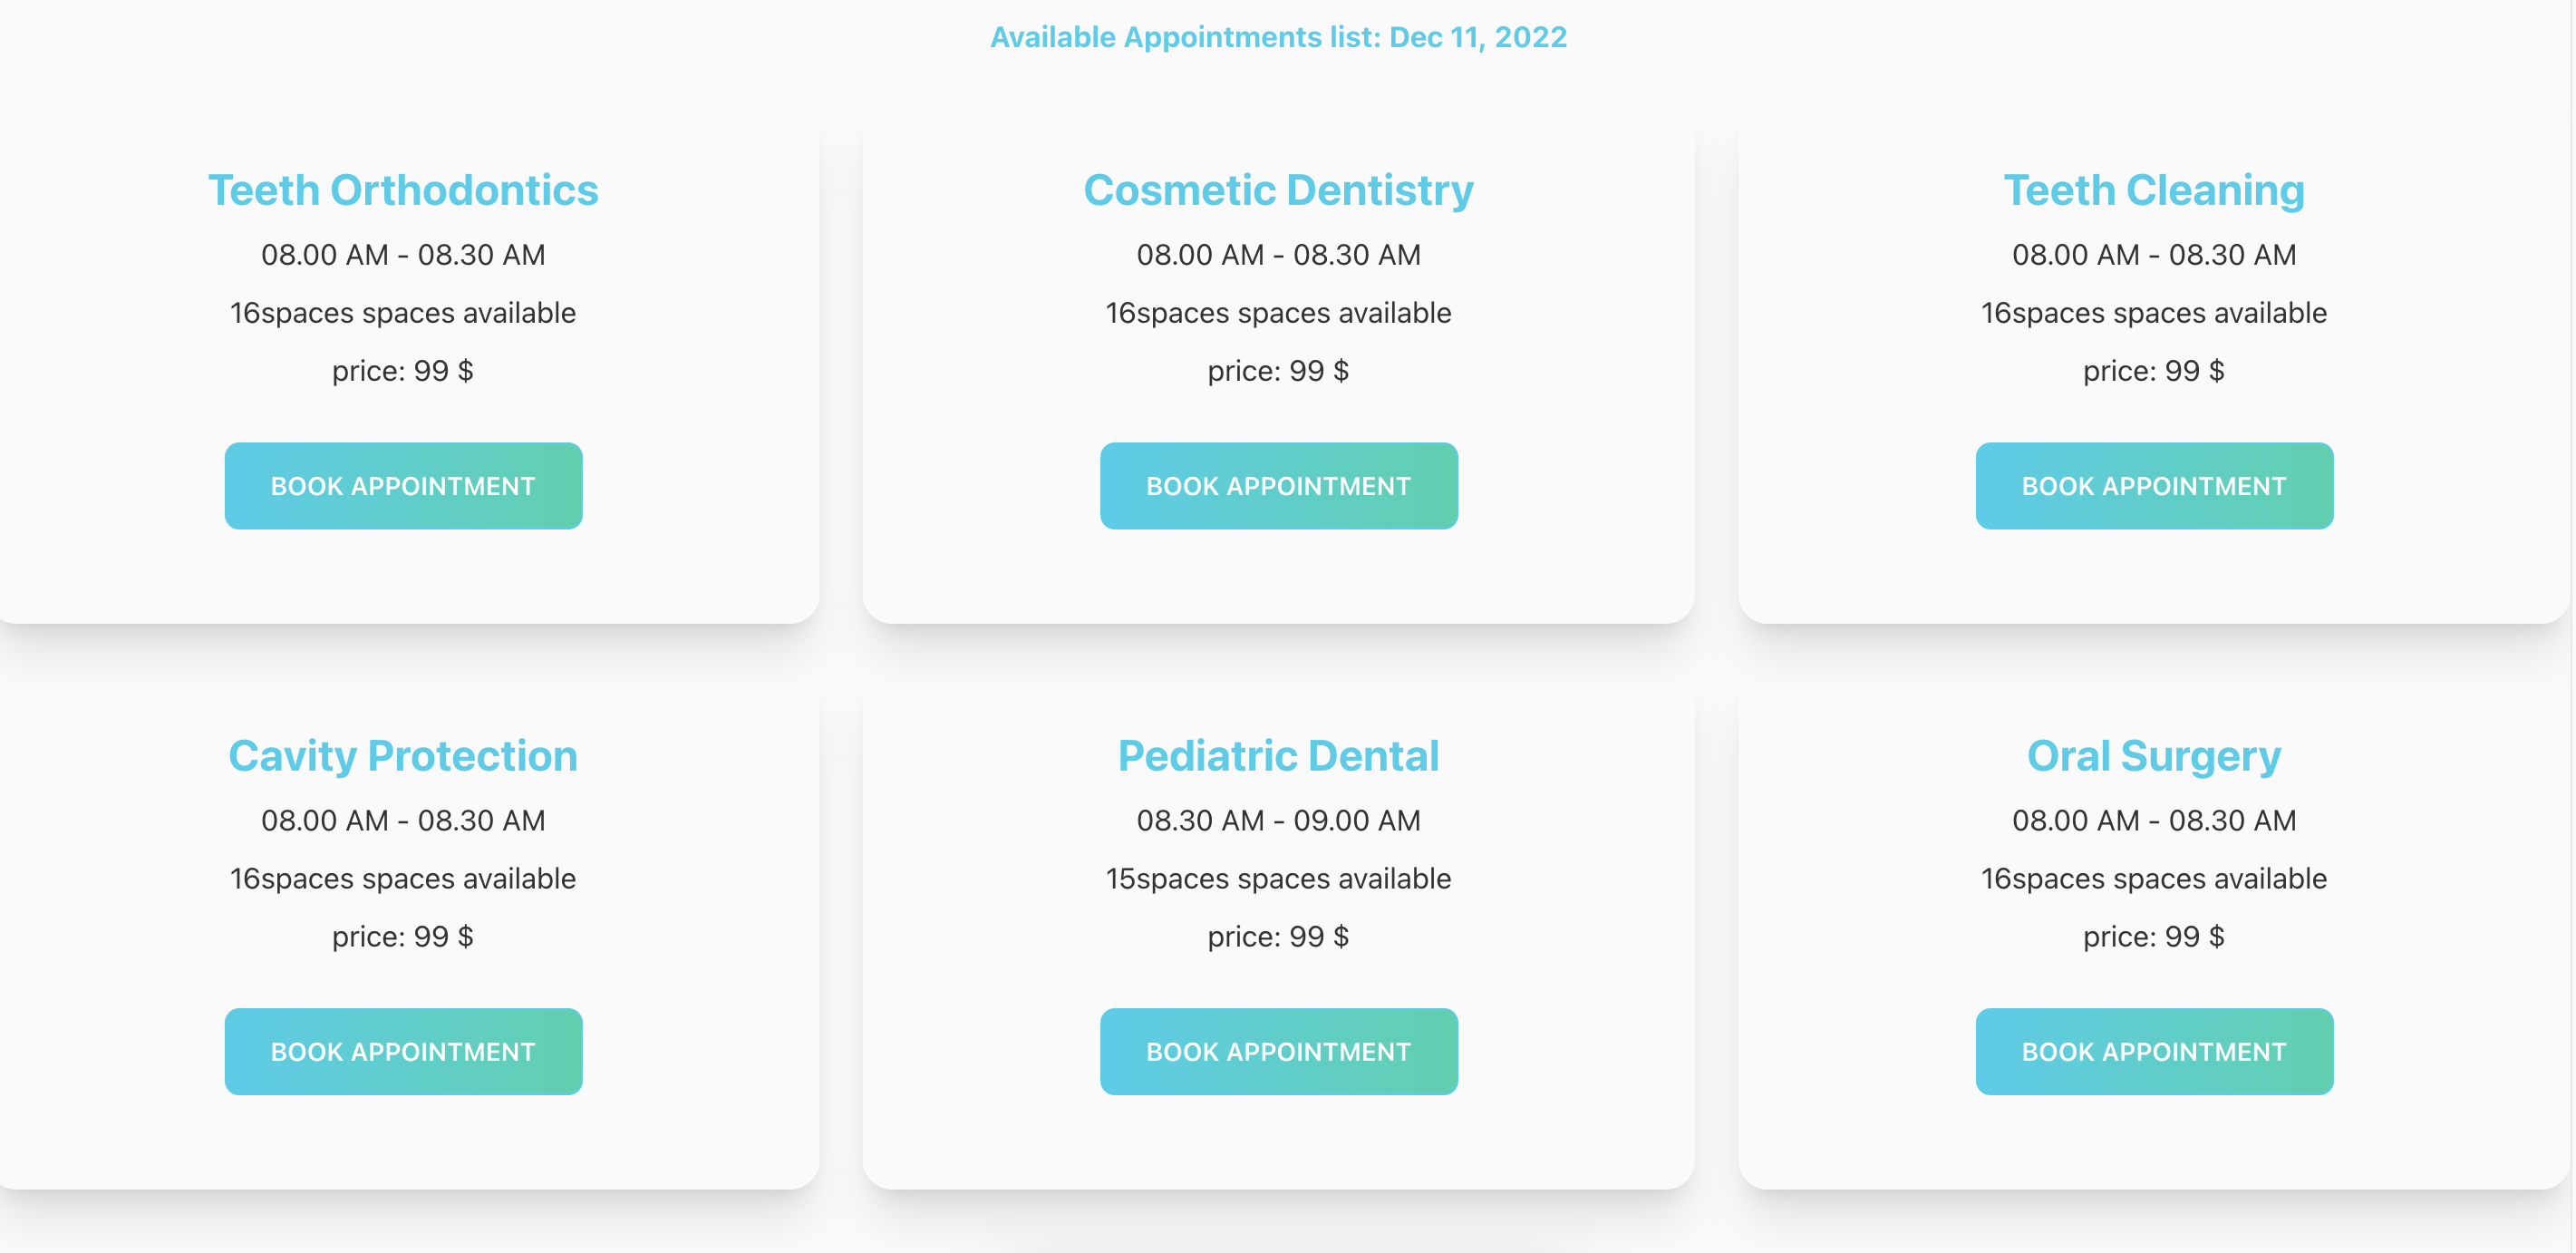 Available Appointments list: Dec 11, 2022
Teeth Orthodontics
08.00 AM - 08.30 AM
16spaces spaces available
price: 99 $
BOOK APPOINTMENT
Cosmetic Dentistry
08.00 AM - 08.30 AM
16spaces spaces available
price: 99 $
BOOK APPOINTMENT
Teeth Cleaning
08.00 AM - 08.30 AM
16spaces spaces available
price: 99 $
BOOK APPOINTMENT
Cavity Protection
08.00 AM - 08.30 AM
16spaces spaces available
price: 99 $
BOOK APPOINTMENT
Pediatric Dental
08.30 AM - 09.00 AM
15spaces spaces available
price: 99 $
BOOK APPOINTMENT
Oral Surgery
08.00 AM - 08.30 AM
16spaces spaces available
price: 99 $
BOOK APPOINTMENT